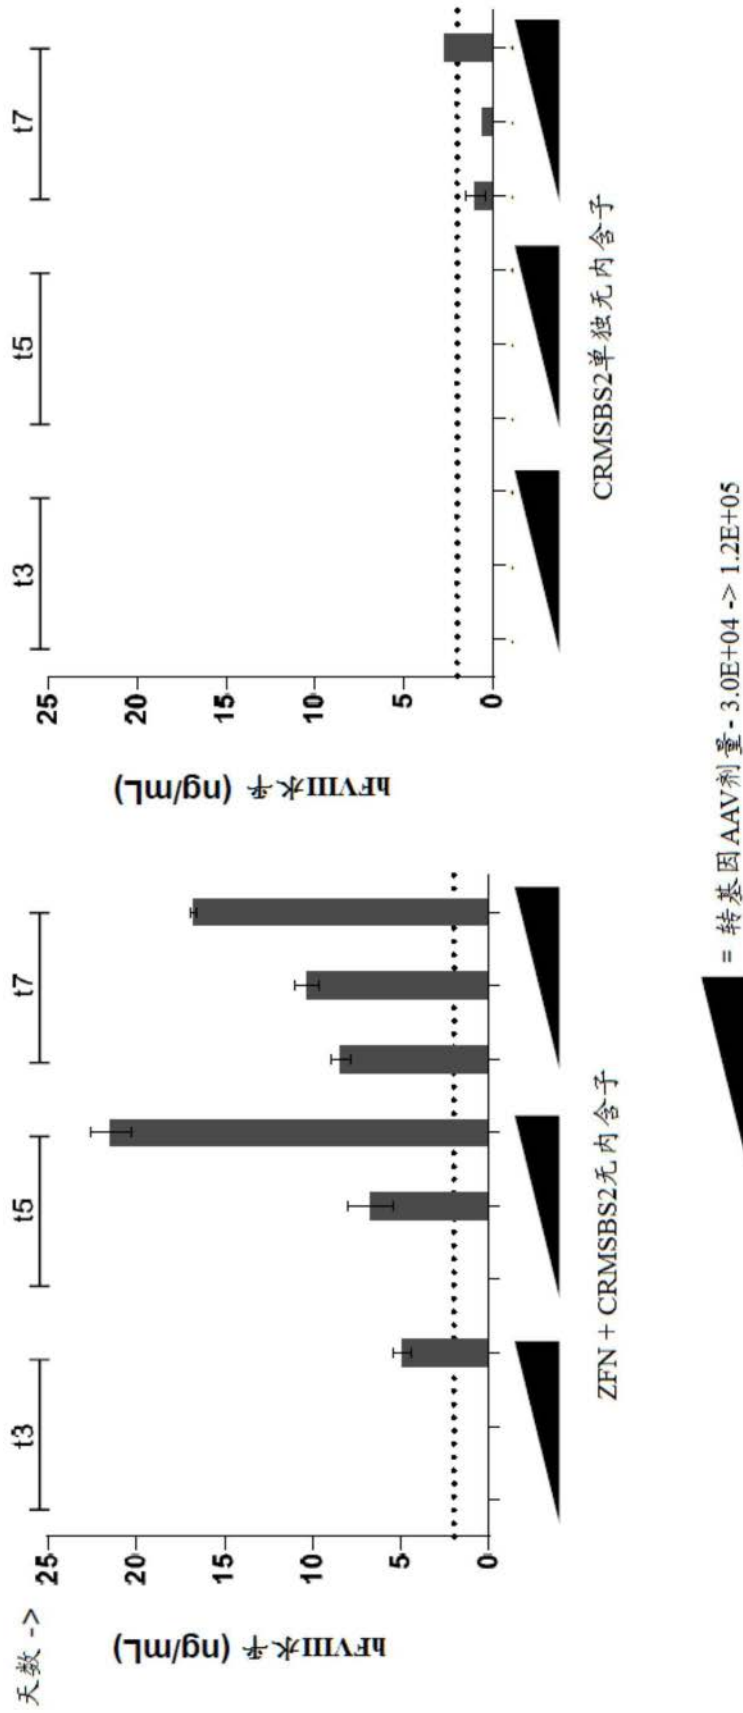 天数 ->
t3
t5
t7
hFVIII水平 (ng/mL)
25
20
15
10
5
0
ZFN + CRMSBS2无内含子
t3
t5
t7
hFVIII水平 (ng/mL)
25
20
15
10
5
0
CRMSBS2单独无内含子
= 转基因AAV剂量- 3.0E+04 -> 1.2E+05